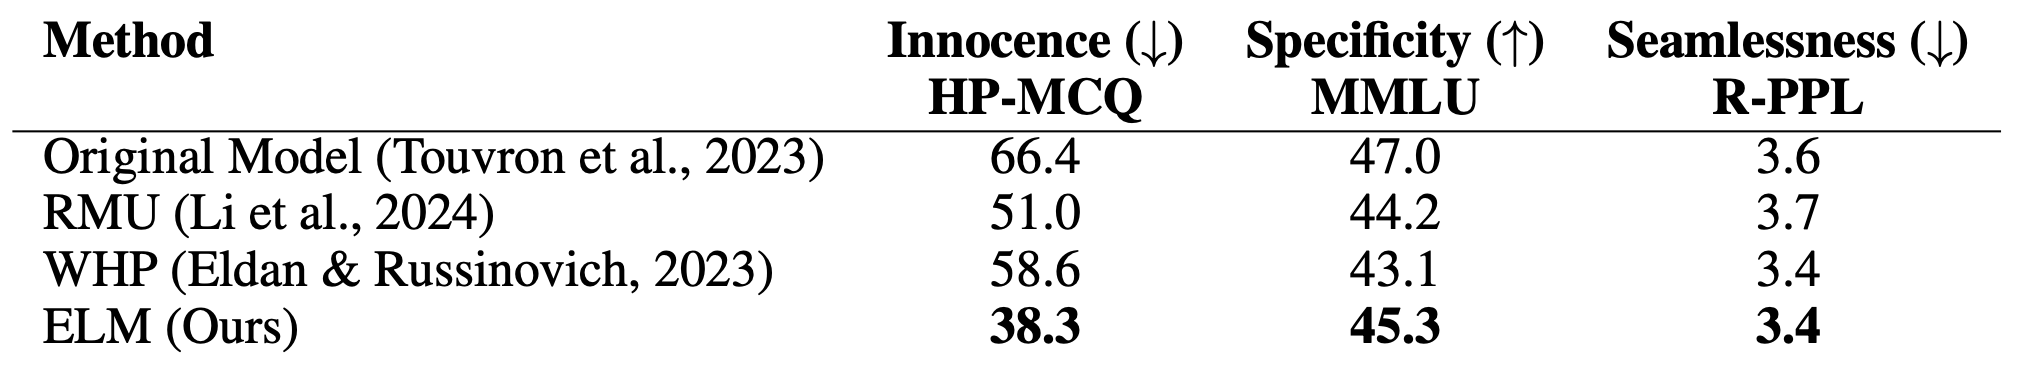 Method Innocence (↓) Specificity (↑) Seamlessness (↓)
HP-MCQ MMLU R-PPL
Original Model (Touvron et al., 2023) 66.4 47.0 3.6
RMU (Li et al., 2024) 51.0 44.2 3.7
WHP (Eldan & Russinovich, 2023) 58.6 43.1 3.4
ELM (Ours) 38.3 45.3 3.4